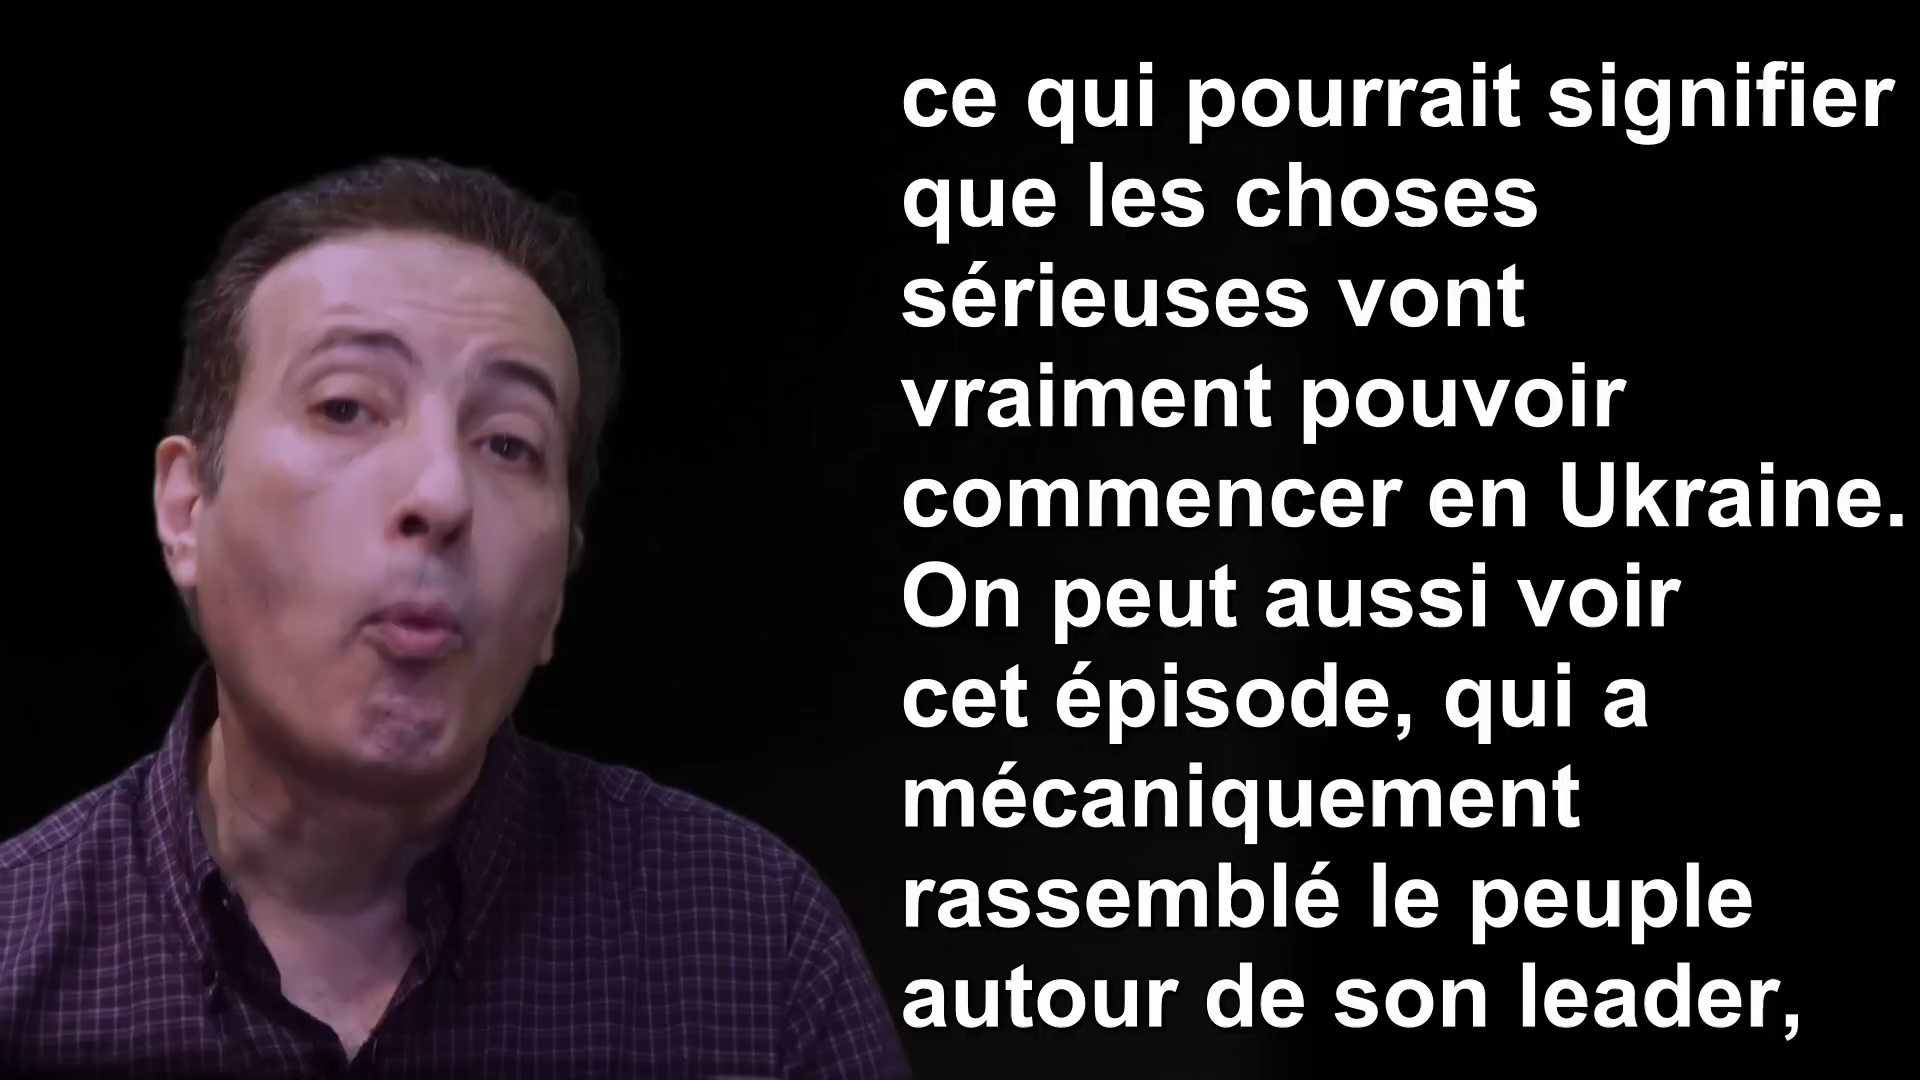 ce qui pourrait signifier
que les choses
sérieuses vont
vraiment pouvoir
commencer en Ukraine.
On peut aussi voir
cet épisode, qui a
mécaniquement
rassemblé le peuple
autour de son leader,